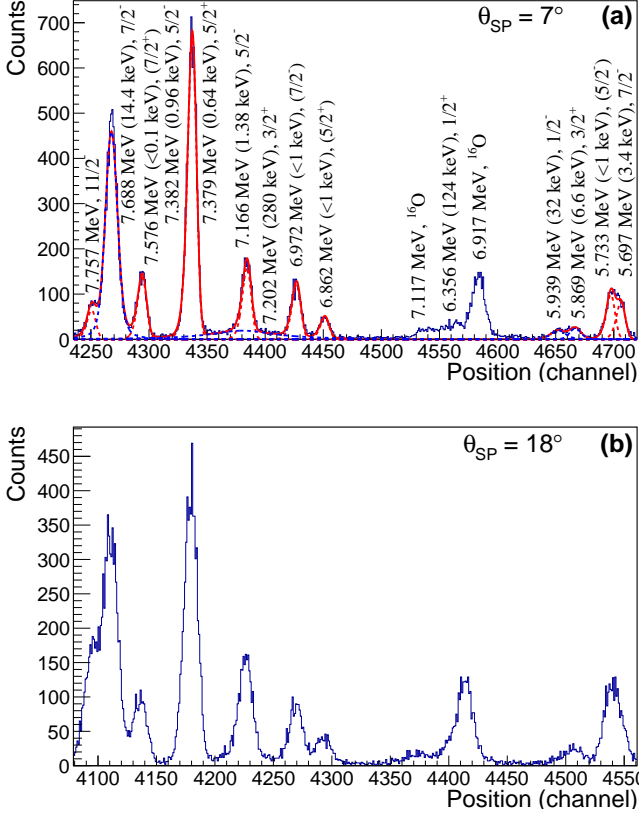 θSP = 7° (a)
Counts
700
600
500
400
300
200
100
0
7.757 MeV, 11/2-
7.688 MeV (14.4 keV), 7/2-
7.576 MeV (<0.1 keV), (7/2+)
7.382 MeV (0.96 keV), 5/2-
7.379 MeV (0.64 keV), 5/2+
7.166 MeV (1.38 keV), 5/2-
7.202 MeV (280 keV), 3/2+
6.972 MeV (<1 keV), (7/2-)
6.862 MeV (<1 keV), (5/2+)
7.117 MeV, 16O
6.356 MeV (124 keV), 1/2+
6.917 MeV, 16O
5.939 MeV (32 keV), 1/2-
5.869 MeV (6.6 keV), 3/2+
5.733 MeV (<1 keV), (5/2-)
5.697 MeV (3.4 keV), 7/2-
4250 4300 4350 4400 4450 4500 4550 4600 4650 4700
Position (channel)
θSP = 18° (b)
Counts
450
400
350
300
250
200
150
100
50
0
4100 4150 4200 4250 4300 4350 4400 4450 4500 4550
Position (channel)